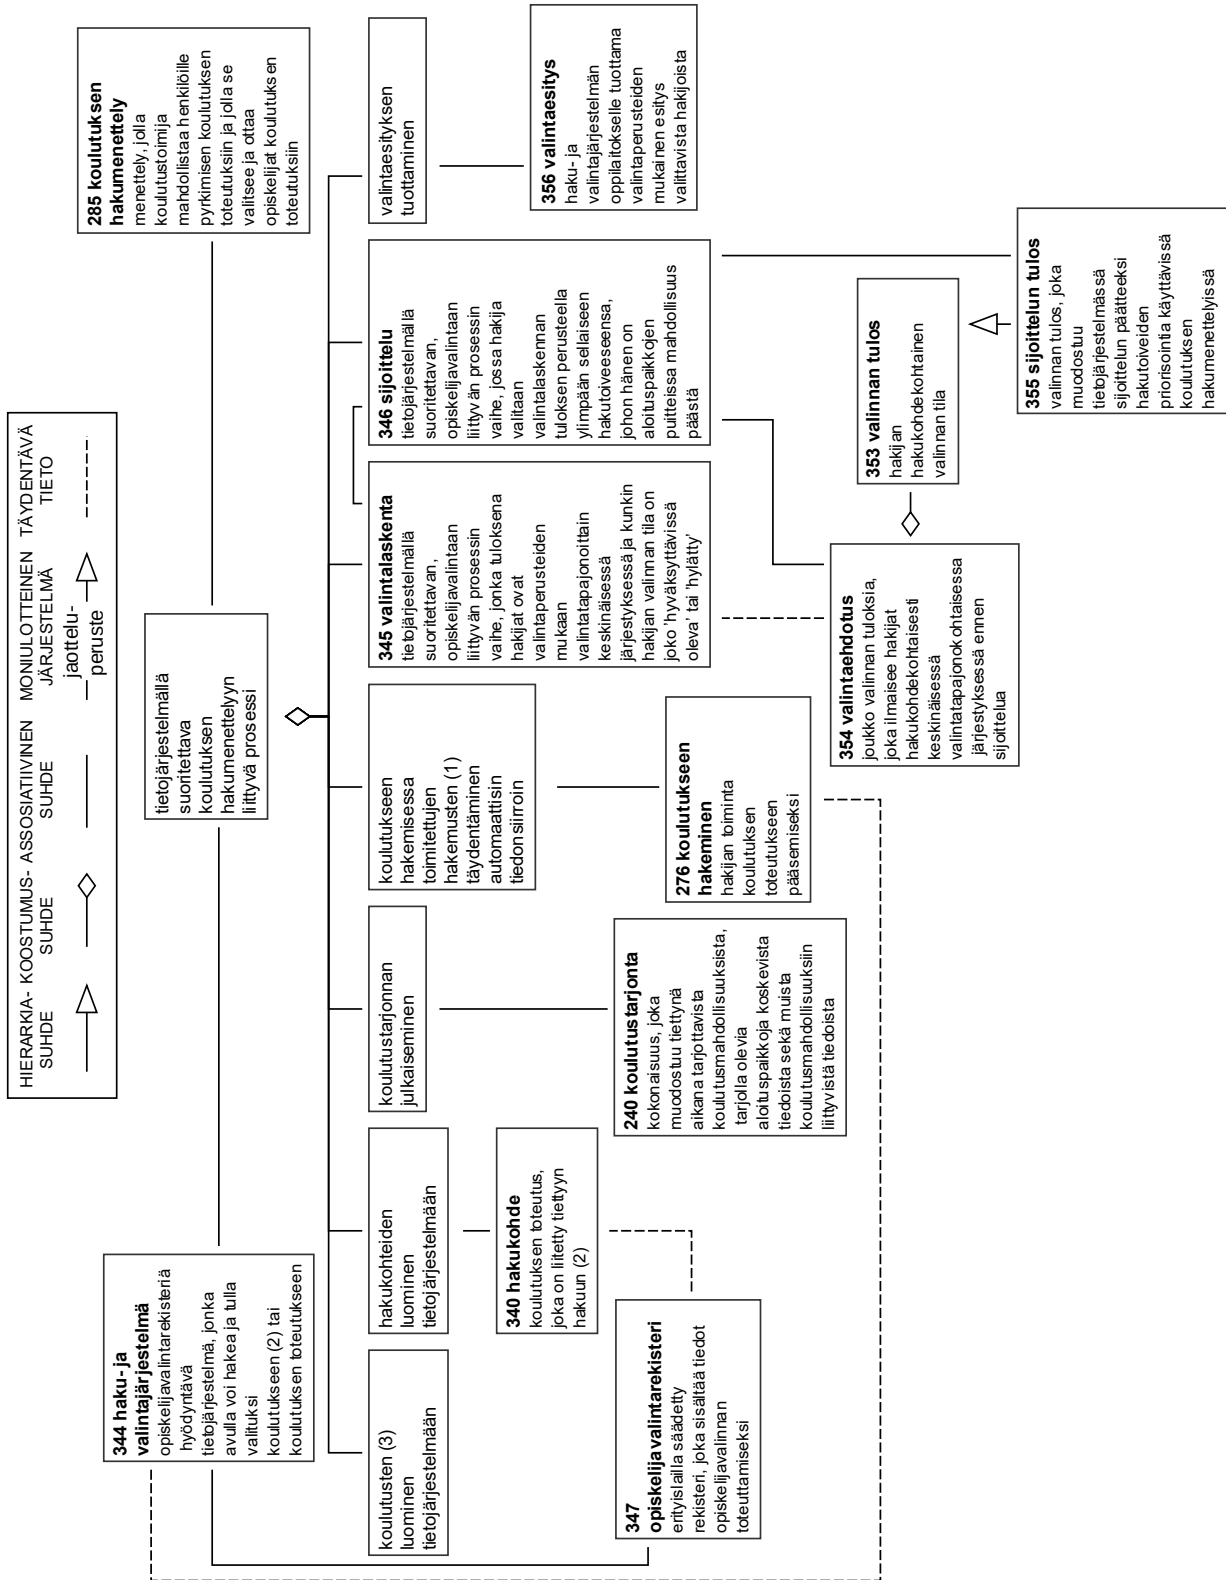 HIERARKIA-
SUHDE
KOOSTUMUS-
SUHDE
ASSOSIATIIVINEN
SUHDE
MONIULOTTEINEN
JÄRJESTELMÄ
jaottelu-
peruste
TÄYDENTÄVÄ
TIETO
344 haku- ja
valintajärjestelmä
opiskelijavalintarekisteriä
hyödyntävä
tietojärjestelmä, jonka
avulla voi hakea ja tulla
valituksi
koulutukseen (2) tai
koulutuksen toteutukseen
tietojärjestelmällä
suoritettava
koulutuksen
hakumenettelyyn
liittyvä prosessi
285 koulutuksen
hakumenettely
menettely, jolla
koulutustoimija
mahdollistaa henkilöille
pyrkimisen koulutuksen
toteutuksiin ja jolla se
valitsee ja ottaa
opiskelijat koulutuksen
toteutuksiin
koulutusten (3)
luominen
tietojärjestelmään
hakukohteiden
luominen
tietojärjestelmään
koulutustarjonnan
julkaiseminen
koulutukseen
hakemisessa
toimitettujen
hakemusten (1)
täydentäminen
automaattisin
tiedonsiirroin
345 valintalaskenta
tietojärjestelmällä
suoritettavan,
opiskelijavalintaan
liittyvän prosessin
vaihe, jonka tuloksena
hakijat ovat
valintaperusteiden
mukaan
valintatapajonoittain
keskinäisessä
järjestyksessä ja kunkin
hakijan valinnan tila on
joko 'hyväksyttävissä
oleva' tai 'hylätty'
346 sijoittelu
tietojärjestelmällä
suoritettavan,
opiskelijavalintaan
liittyvän prosessin
vaihe, jossa hakija
valitaan
valintalaskennan
tuloksen perusteella
ylimpään sellaiseen
hakutoiveeseensa,
johon hänen on
aloituspaikkojen
puitteissa mahdollisuus
päästä
valintaesityksen
tuottaminen
340 hakukohde
koulutuksen toteutus,
joka on liitetty tiettyyn
hakuun (2)
356 valintaesitys
haku- ja
valintajärjestelmän
oppilaitokselle tuottama
valintaperusteiden
mukainen esitys
valittavista hakijoista
347
opiskelijavalintarekisteri
erityislailla säädetty
rekisteri, joka sisältää tiedot
opiskelijavalinnan
toteuttamiseksi
240 koulutustarjonta
kokonaisuus, joka
muodostuu tiettynä
aikana tarjottavista
koulutusmahdollisuuksista,
tarjolla olevia
aloituspaikkoja koskevista
tiedoista sekä muista
koulutusmahdollisuuksiin
liittyvistä tiedoista
276 koulutukseen
hakeminen
hakijan toiminta
koulutuksen
toteutukseen
pääsemiseksi
354 valintaehdotus
joukko valinnan tuloksia,
joka ilmaisee hakijat
hakukohdekohtaisesti
keskinäisessä
valintatapajonokohtaisessa
järjestyksessä ennen
sijoittelua
353 valinnan tulos
hakijan
hakukohdekohtainen
valinnan tila
355 sijoittelun tulos
valinnan tulos, joka
muodostuu
tietojärjestelmässä
sijoittelun päätteeksi
hakutoiveiden
priorisointia käyttävissä
koulutuksen
hakumenettelyissä